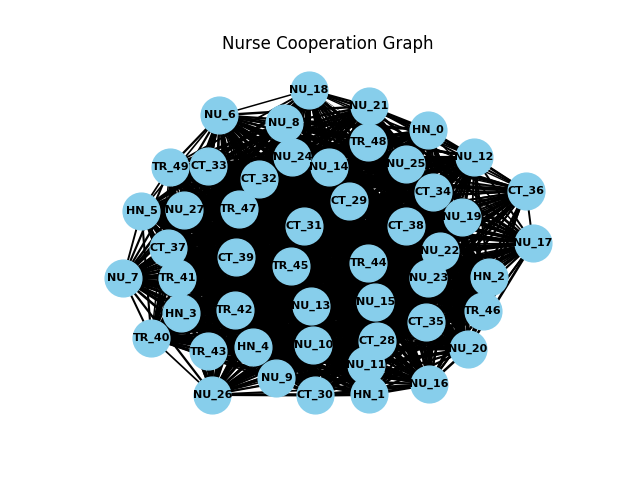 Nurse Cooperation Graph
NU_18
NU_21
NU_6
NU_8
HN_0
TR_48
NU_24
NU_12
NU_14
NU_25
TR_49
CT_33
CT_32
CT_36
CT_34
CT_29
HN_5
NU_27
TR_47
NU_19
CT_31
CT_38
NU_17
CT_37
NU_22
CT_39
TR_45
TR_44
NU_7
TR_41
NU_23
HN_2
NU_13
NU_15
HN_3
TR_42
TR_46
CT_35
TR_40
CT_28
TR_43
HN_4
NU_10
NU_20
NU_11
NU_9
NU_16
NU_26
CT_30
HN_1